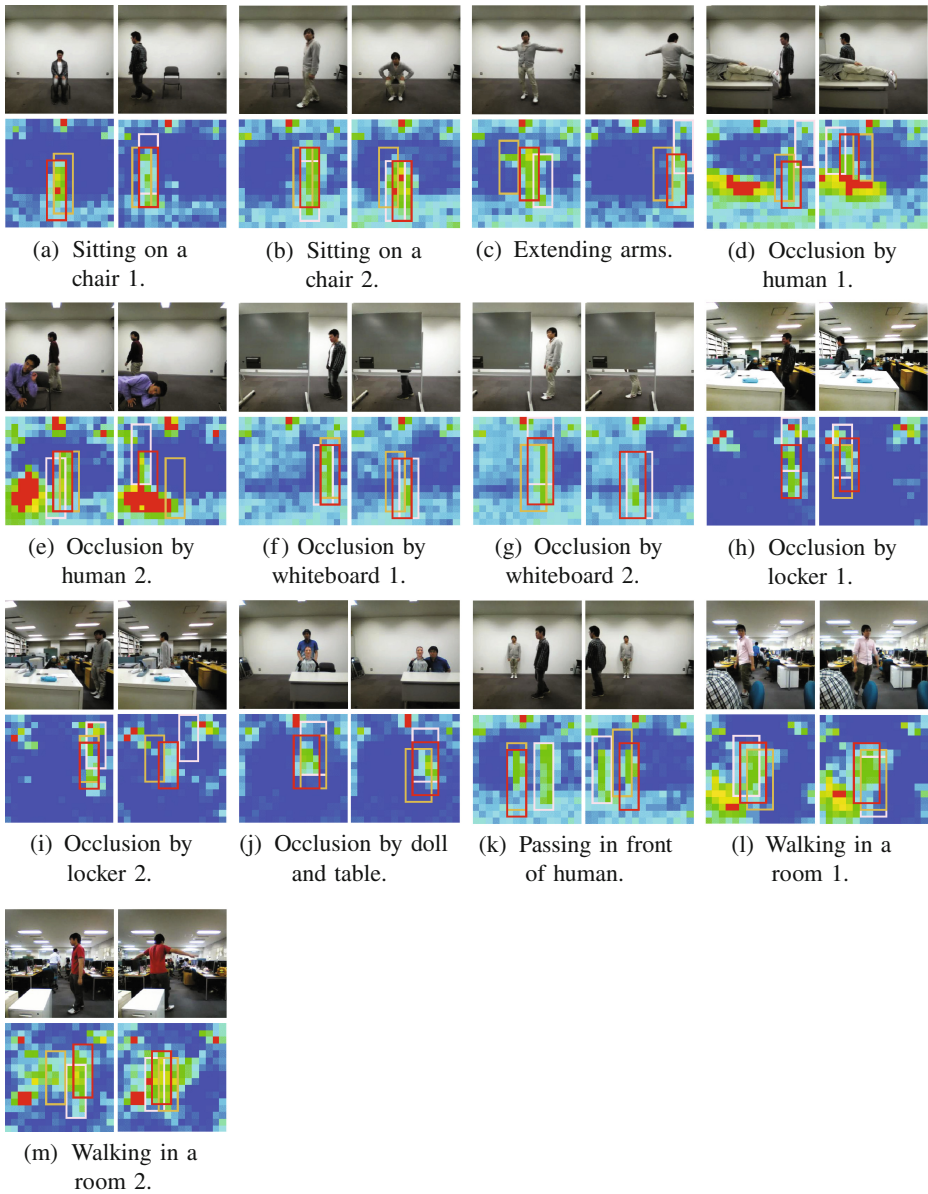 (a) Sitting on a
chair 1.
(b) Sitting on a
chair 2.
(c) Extending arms.
(d) Occlusion by
human 1.
(e) Occlusion by
human 2.
(f) Occlusion by
whiteboard 1.
(g) Occlusion by
whiteboard 2.
(h) Occlusion by
locker 1.
(i) Occlusion by
locker 2.
(j) Occlusion by doll
and table.
(k) Passing in front
of human.
(l) Walking in a
room 1.
(m) Walking in a
room 2.